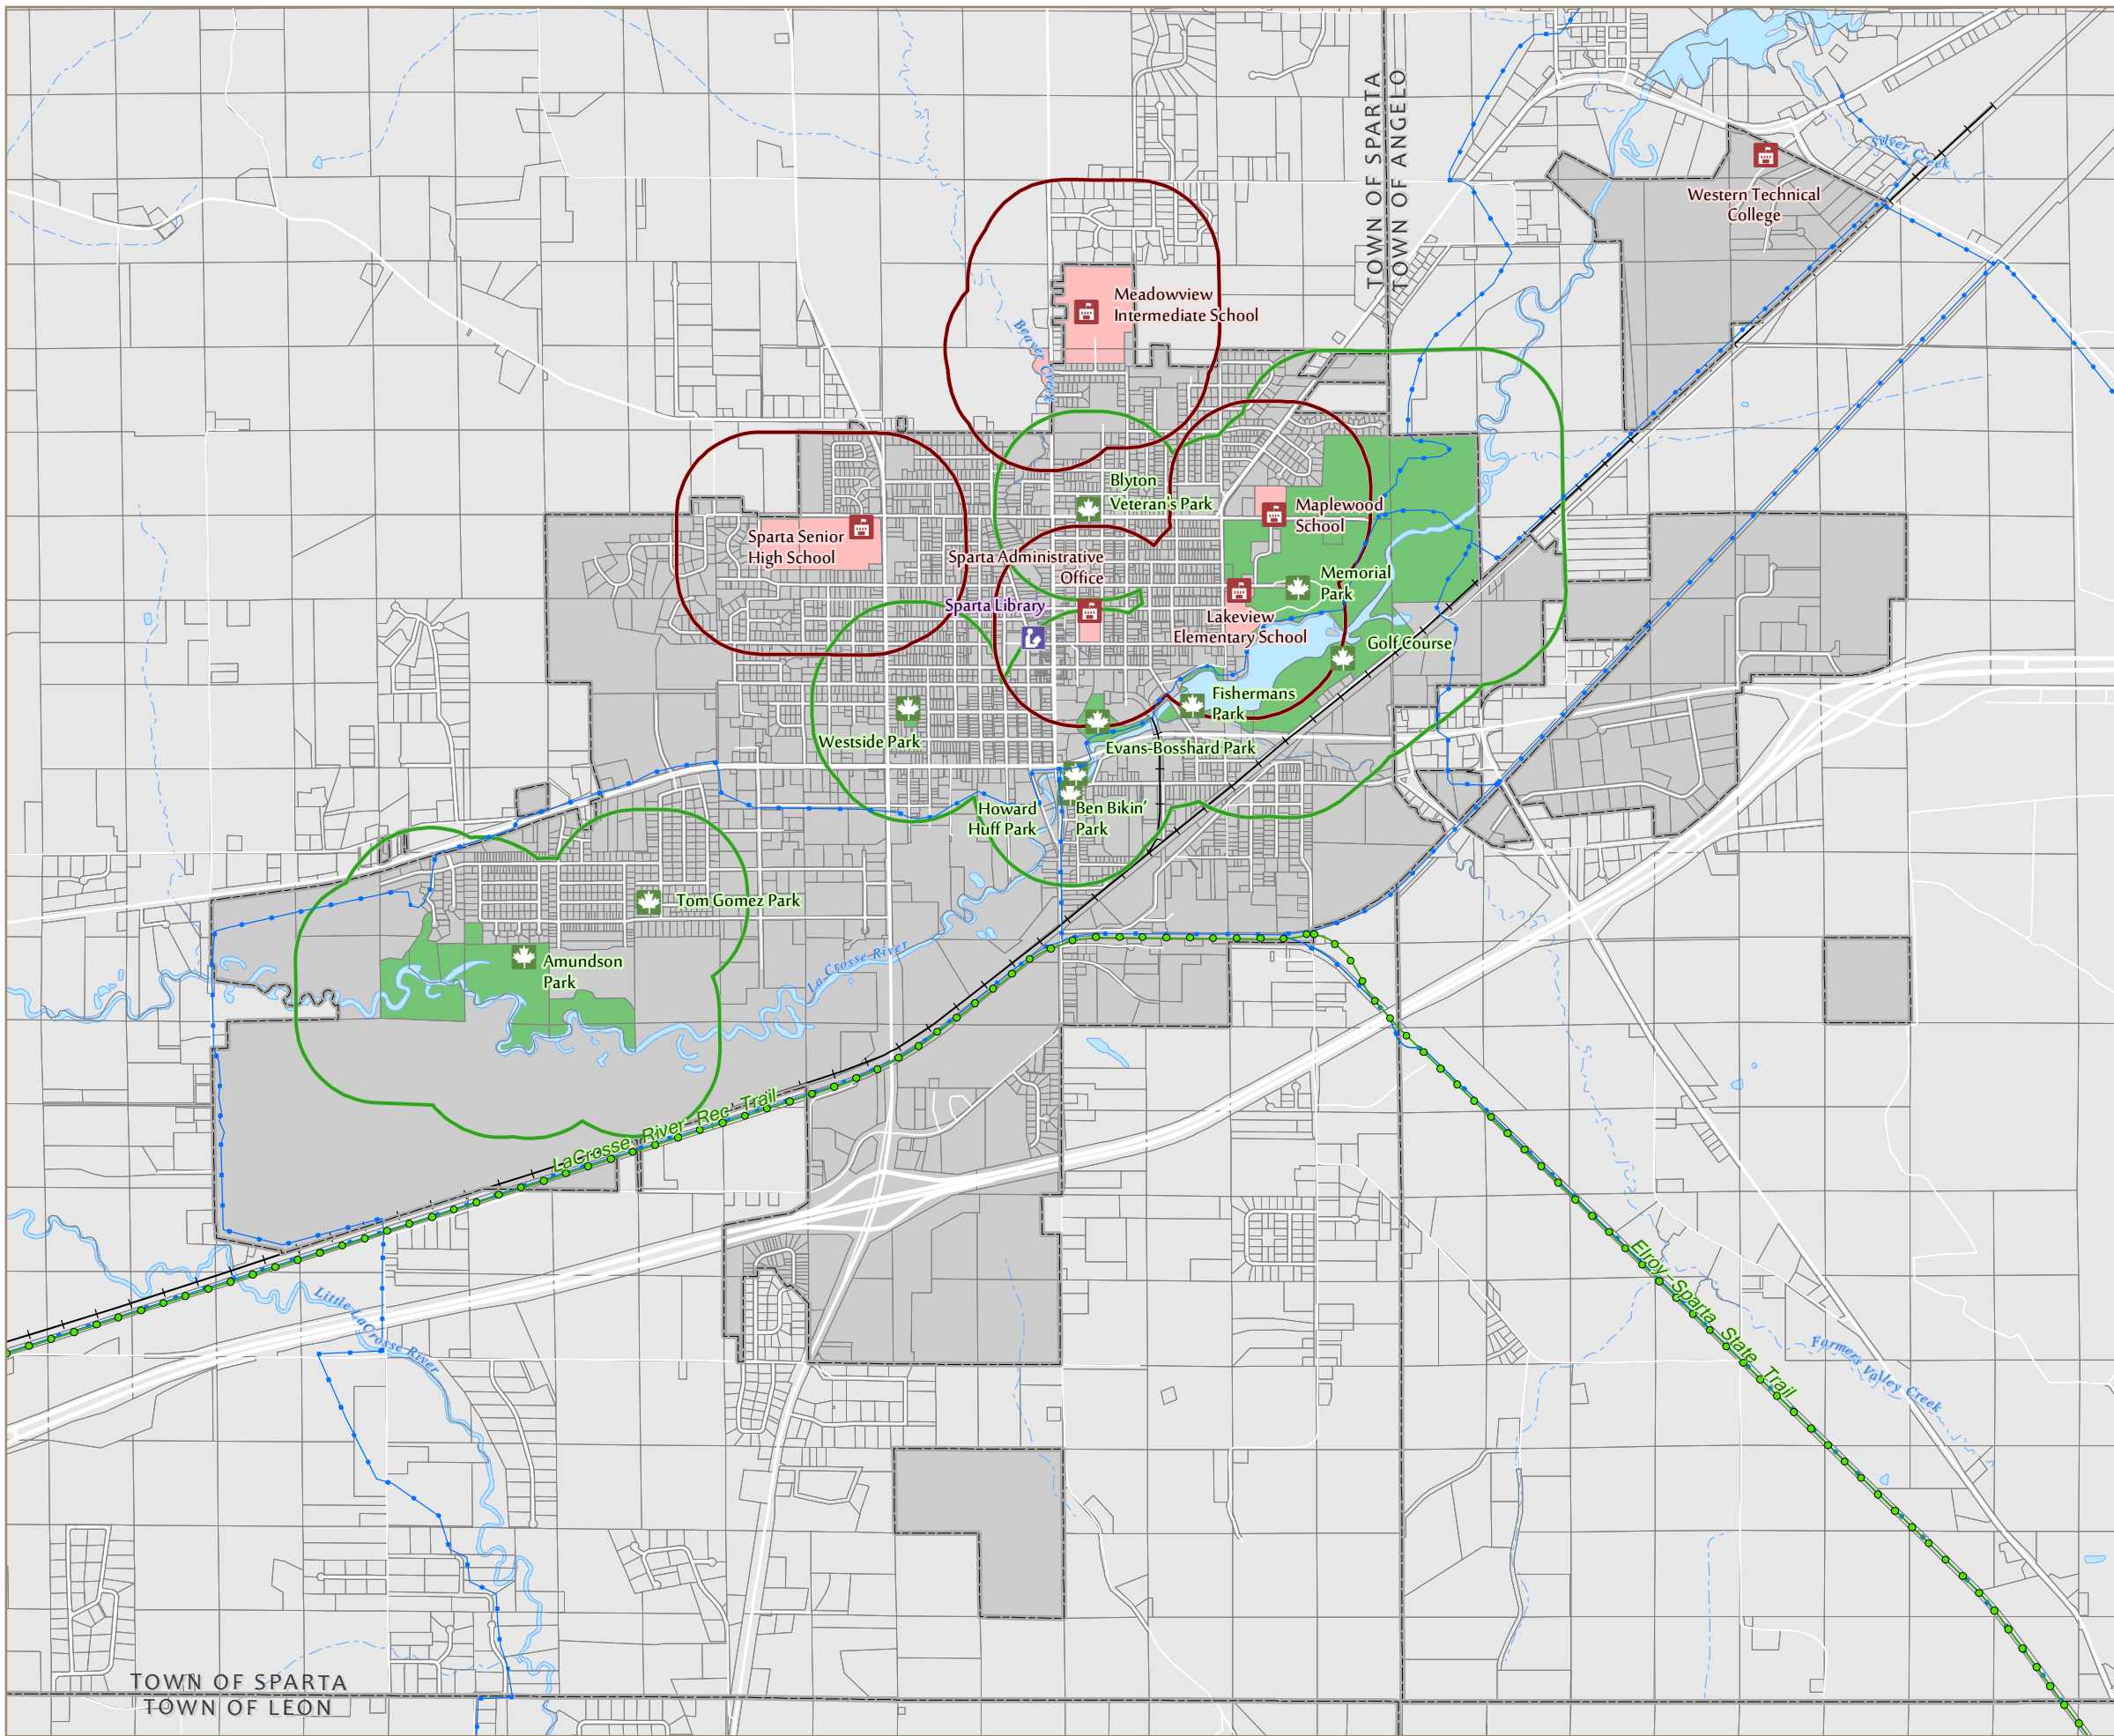 TOWN OF SPARTA
TOWN OF ANGELO
Silver Creek
Western Technical
College
Meadowview
Intermediate School
Beaver Creek
Blyton
Veteran's Park
Maplewood
School
Sparta Senior
High School
Sparta Administrative
Office
Memorial
Park
Sparta Library
Lakeview
Elementary School
Golf Course
Fishermans
Park
Westside Park
Evans-Bosshard Park
Howard
Huff Park
Ben Bikin'
Park
Tom Gomez Park
Amundson
Park
La Crosse River
LaCrosse River Rec Trail
Elroy-Sparta State Trail
Little LaCrosse River
Farmers Valley Creek
TOWN OF SPARTA
TOWN OF LEON